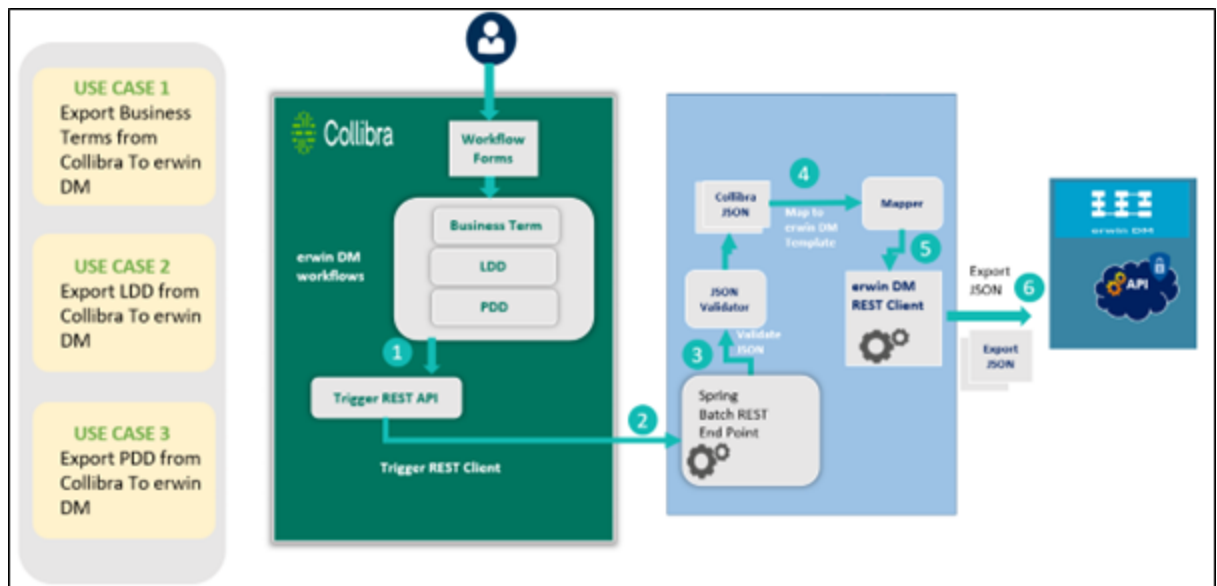 USE CASE 1
Export Business
Terms from
Collibra To erwin
DM
USE CASE 2
Export LDD from
Collibra To erwin
DM
USE CASE 3
Export PDD from
Collibra To erwin
DM
Collibra
Workflow
Forms
erwin DM
workflows
Business Term
LDD
PDD
1
Trigger REST API
Trigger REST Client
2
Spring
Batch REST
End Point
3
Validate
JSON
JSON
Validator
Collibra
JSON
4
Map to
erwin DM
Template
Mapper
5
erwin DM
REST Client
Export
JSON
6
Export
JSON
erwin DM
API